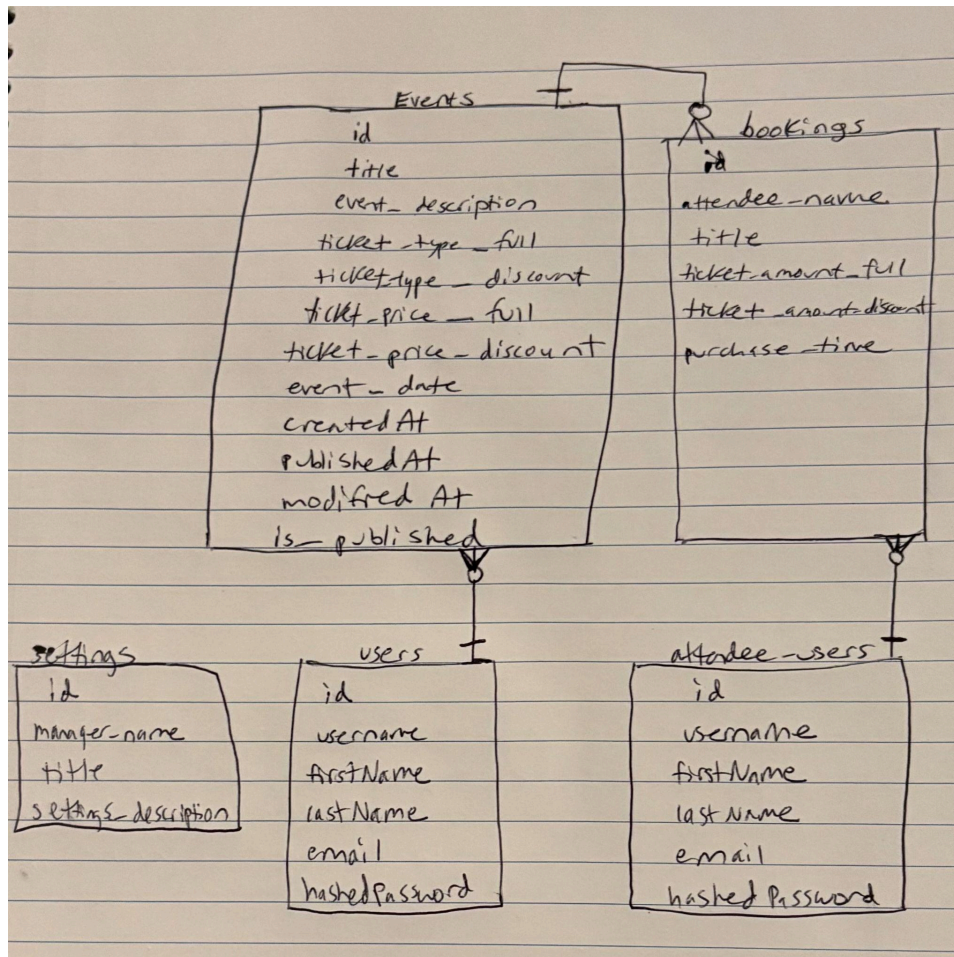 Events
id
title
event_description
ticket_type_full
ticket_type_discount
ticket_price_full
ticket_price_discount
event_date
createdAt
publishedAt
modifiedAt
is_published
bookings
id
attendee_name
title
ticket_amount_full
ticket_amount_discount
purchase_time
settings
id
manager_name
title
settings_description
users
id
username
firstName
lastName
email
hashedPassword
attendee_users
id
username
firstName
lastName
email
hashedPassword